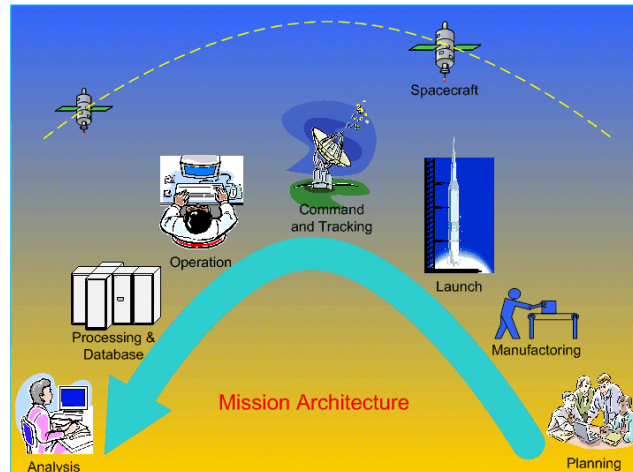 Spacecraft
Command
and Tracking
Operation
Launch
Processing &
Database
Manufactoring
Mission Architecture
Analysis
Planning